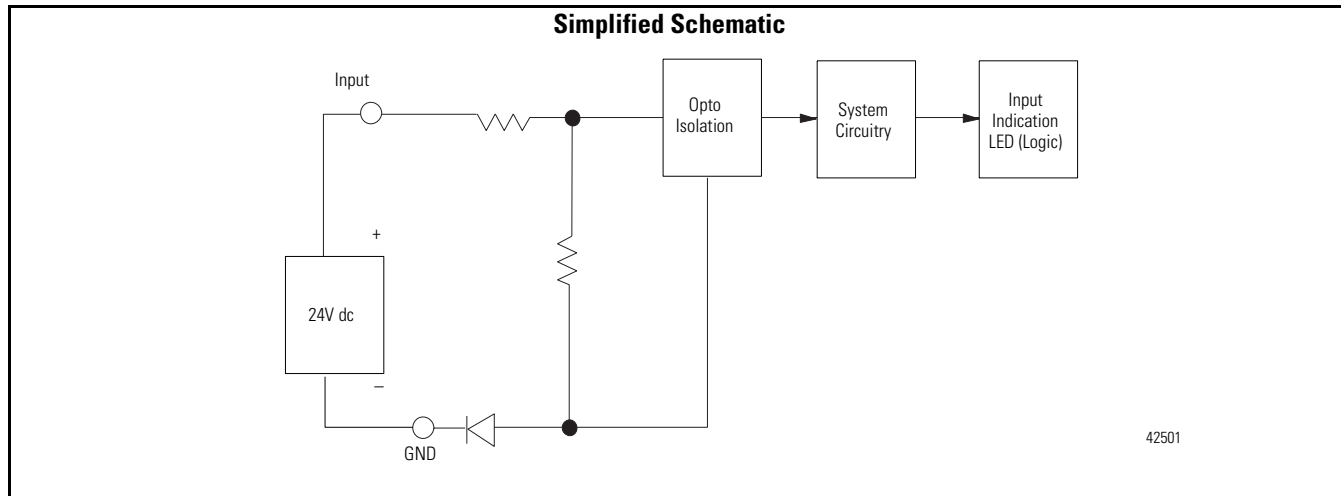 Simplified Schematic
Input
Opto
Isolation
System
Circuitry
Input
Indication
LED (Logic)
+
24V dc
–
GND
42501